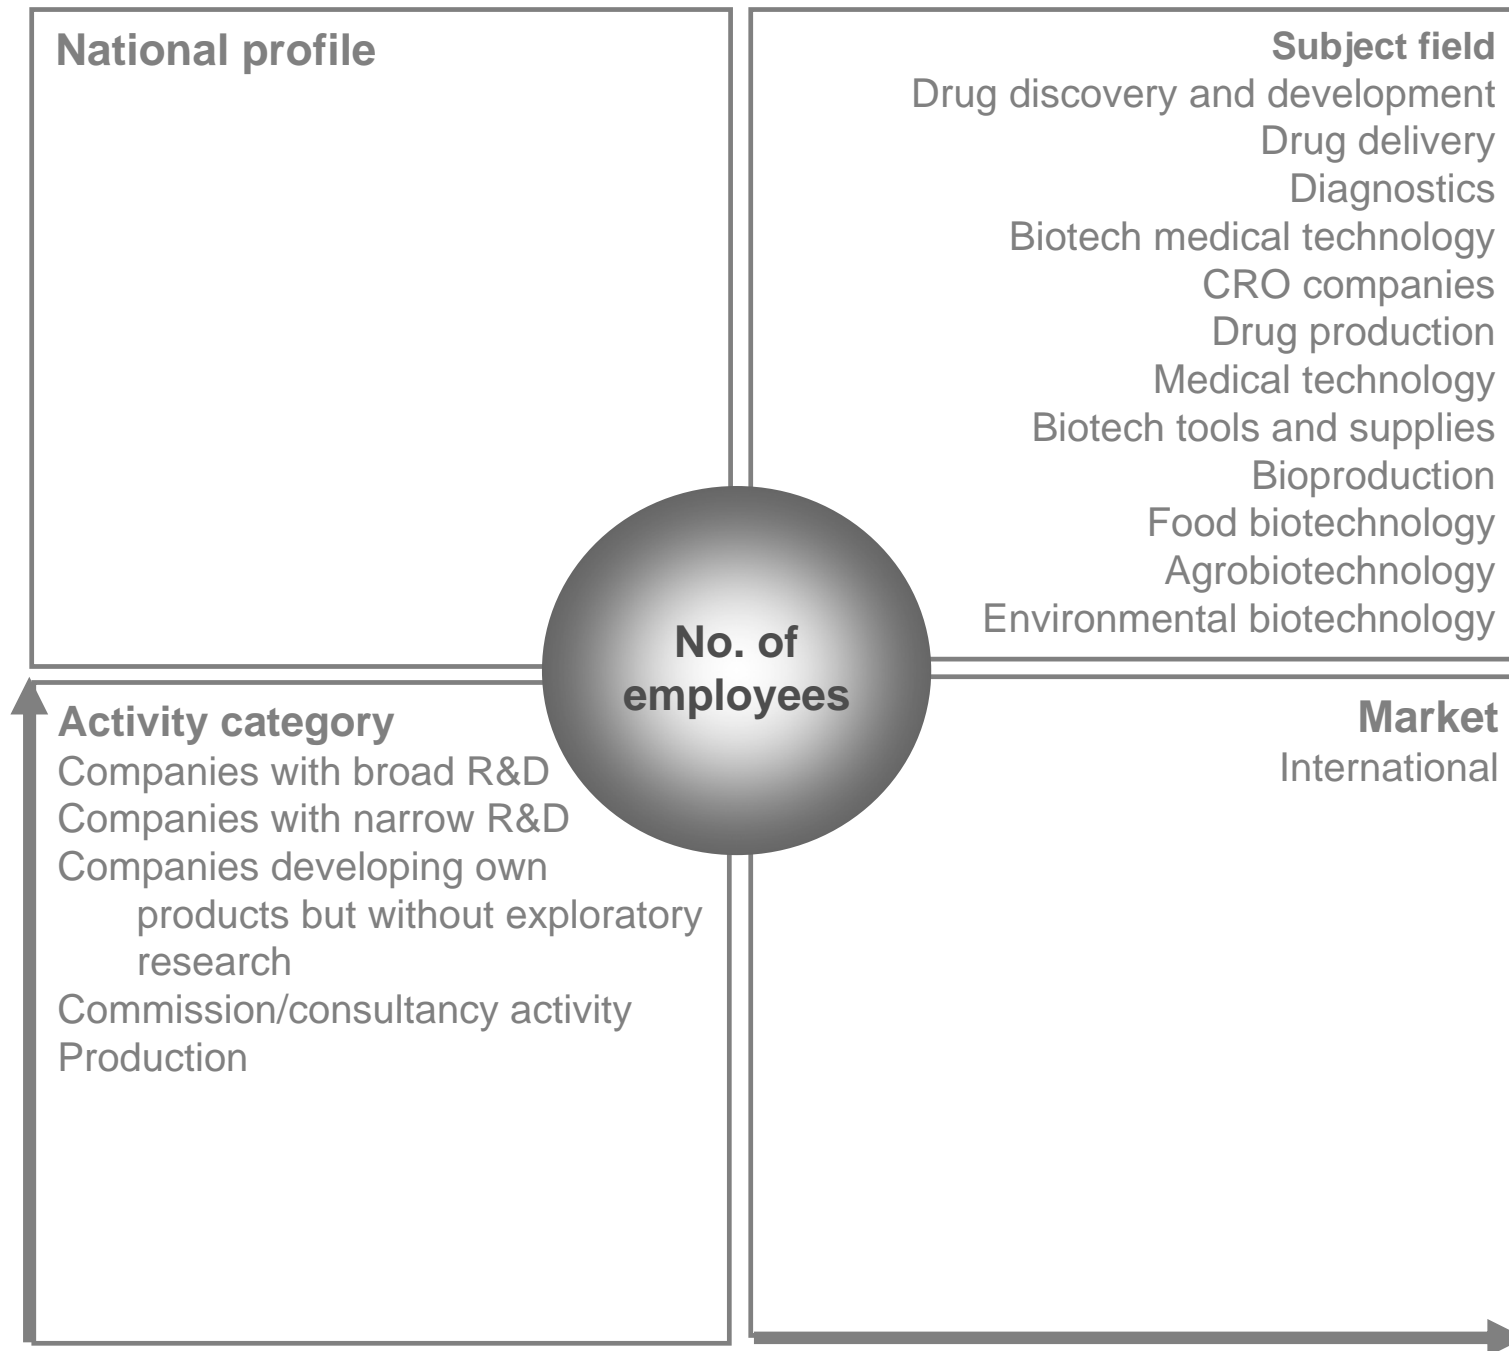 National profile
Subject field
Drug discovery and development
Drug delivery
Diagnostics
Biotech medical technology
CRO companies
Drug production
Medical technology
Biotech tools and supplies
Bioproduction
Food biotechnology
Agrobiotechnology
Environmental biotechnology
No. of
employees
Activity category
Companies with broad R&D
Companies with narrow R&D
Companies developing own
products but without exploratory
research
Commission/consultancy activity
Production
Market
International